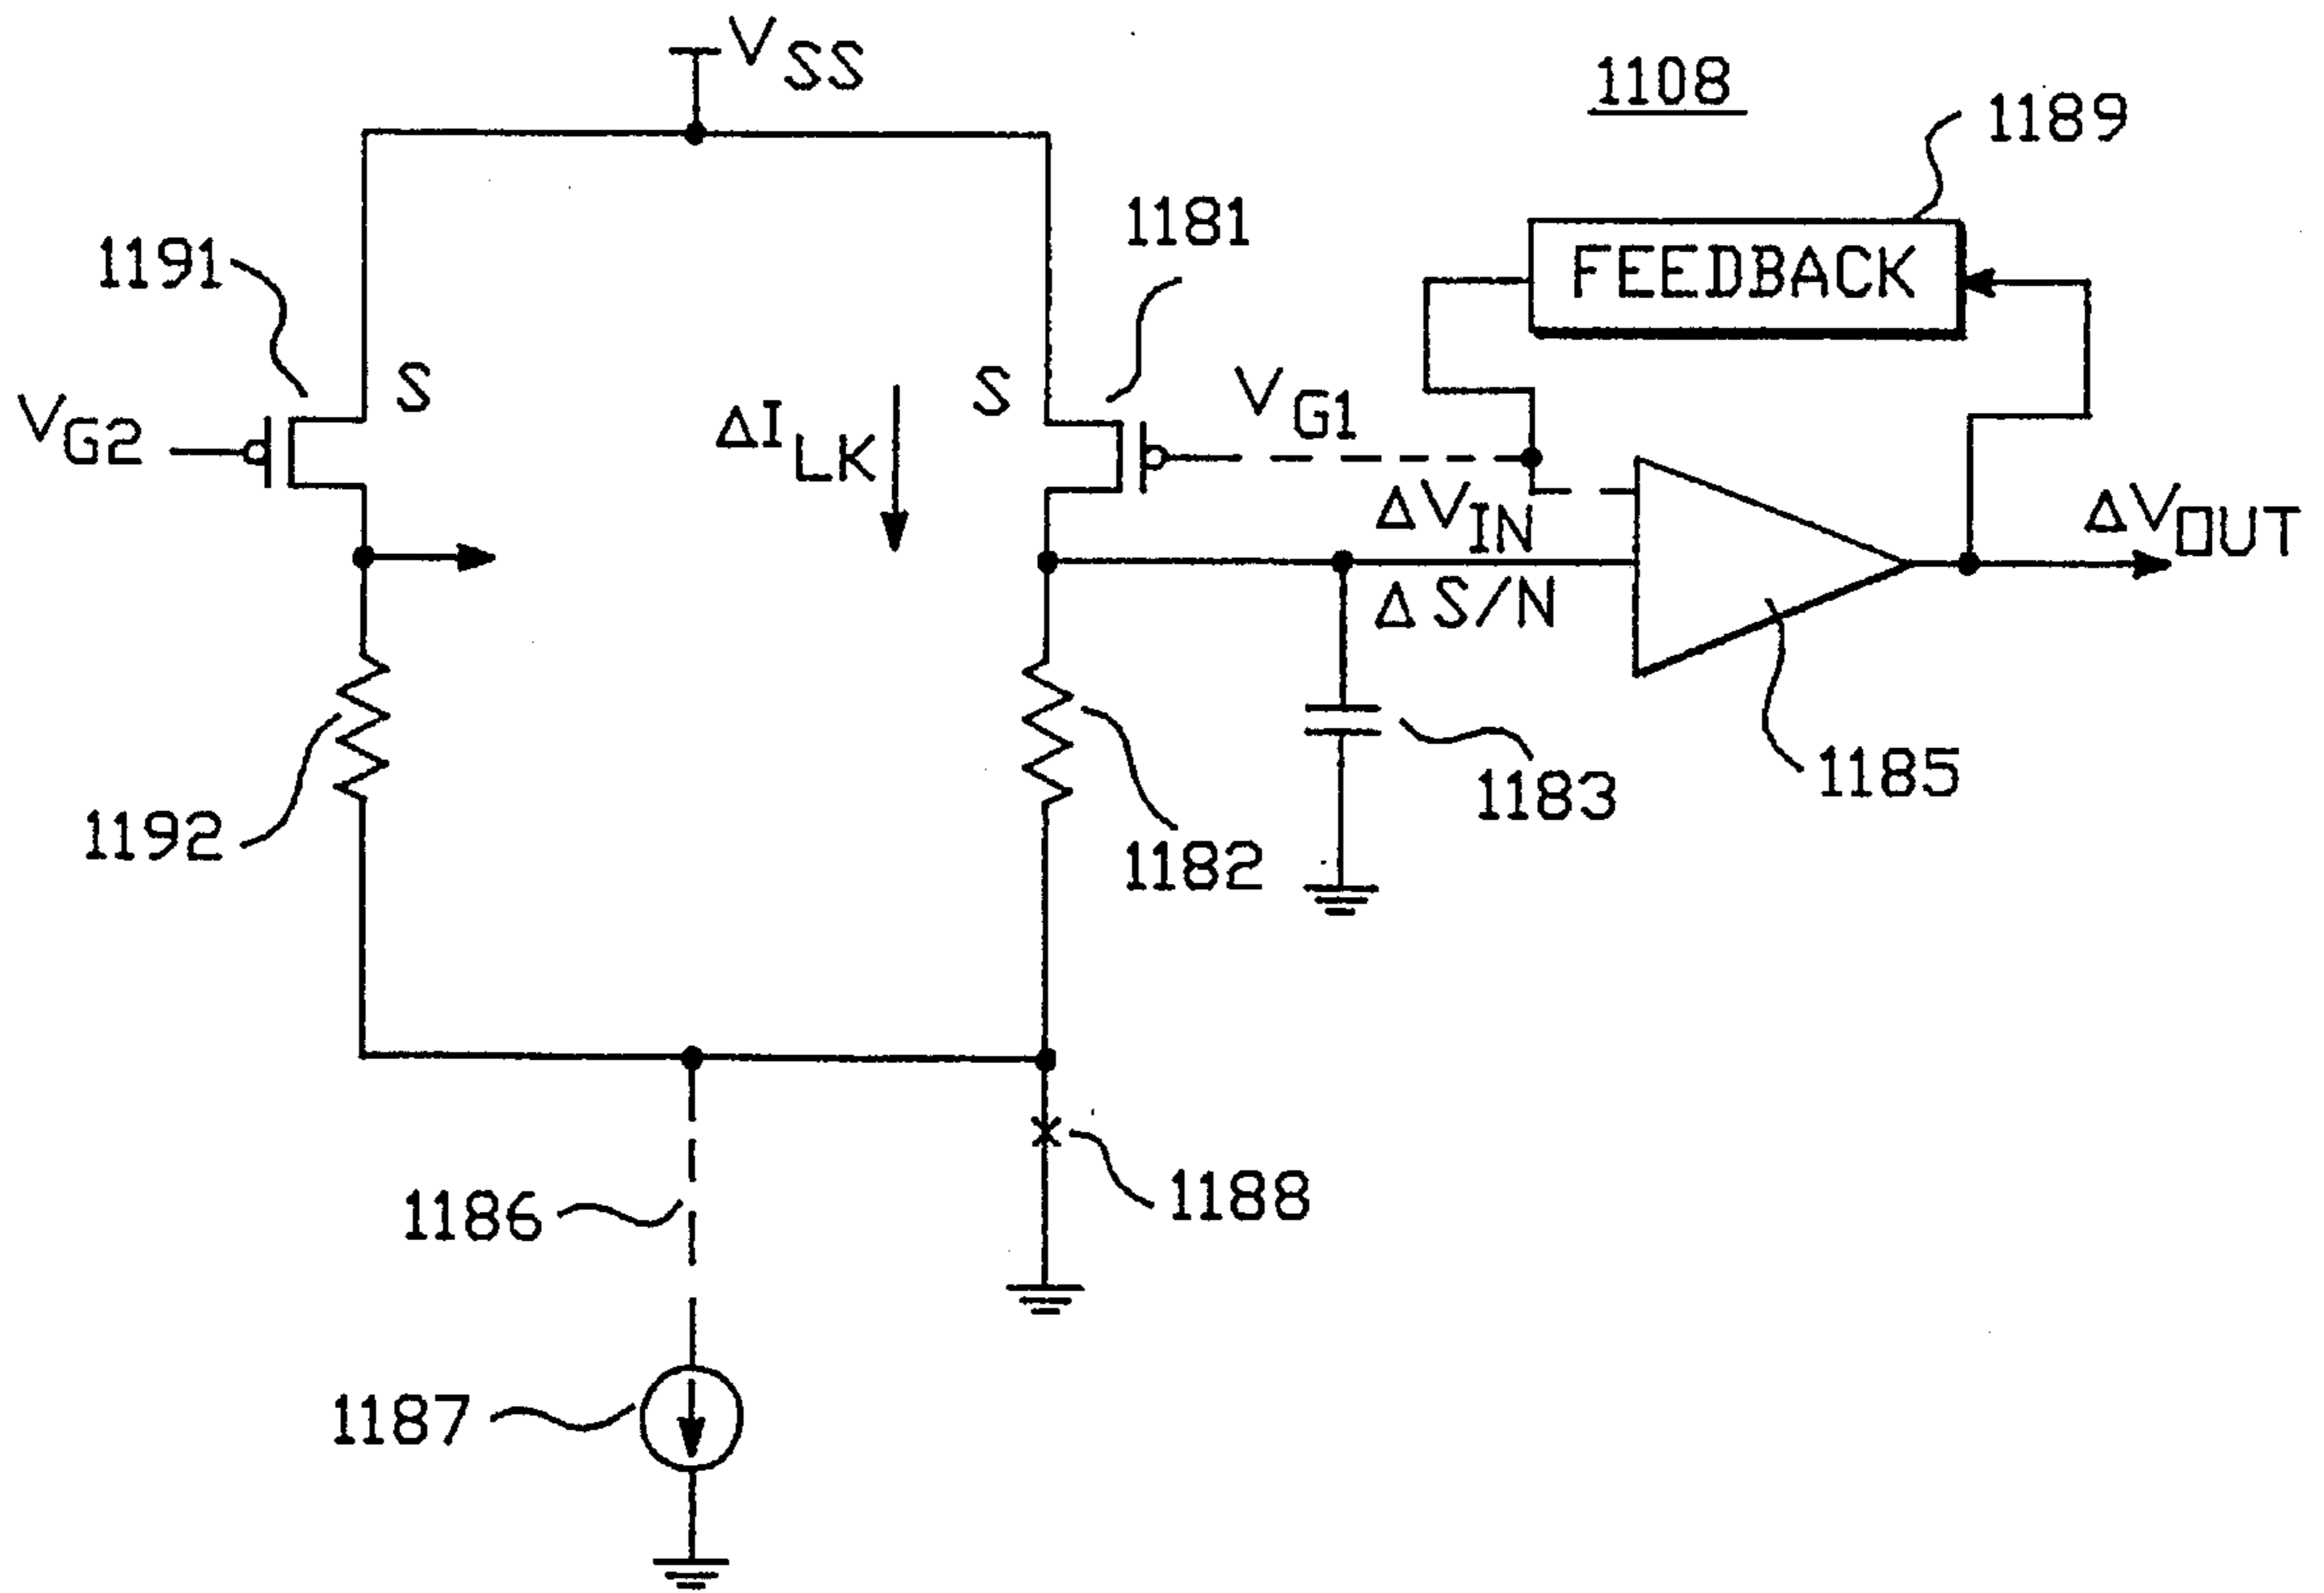 VSS
1108
1189
1181
1191
FEEDBACK
S
S
VG1
VG2
ΔILK
ΔVIN
ΔVOUT
ΔS/N
1185
1183
1192
1182
1186
1188
1187